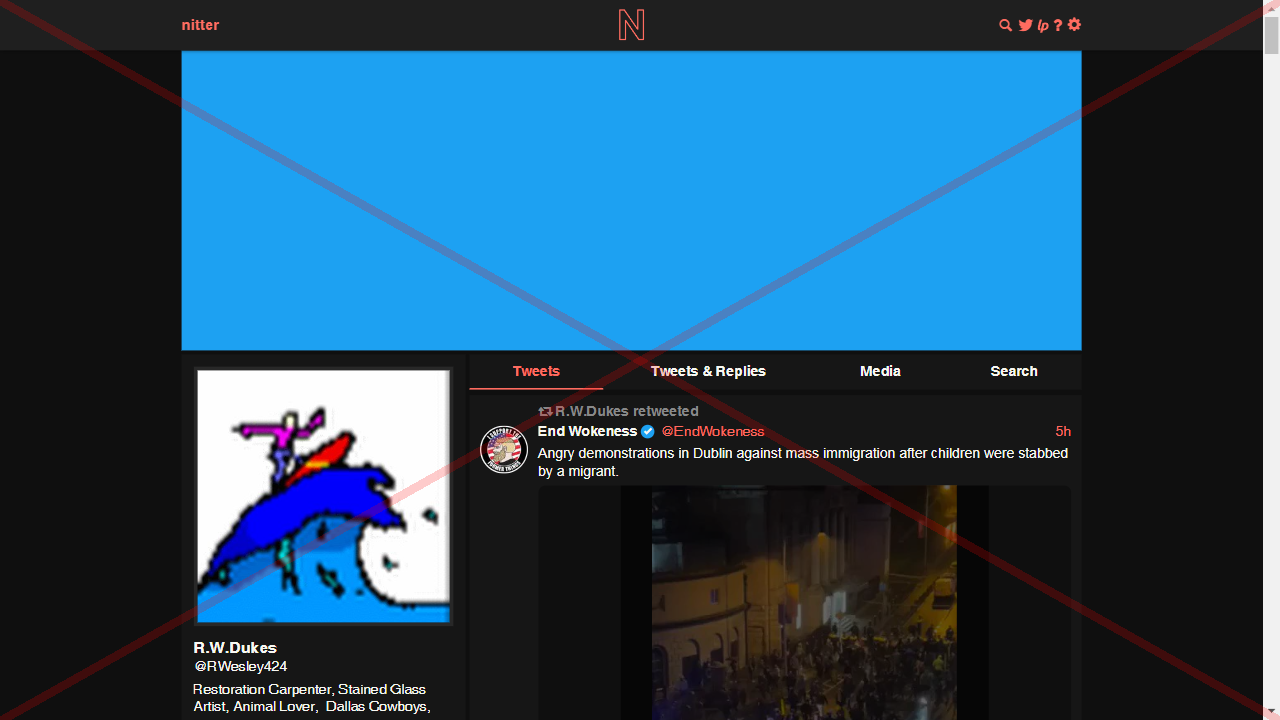 nitter
N
lp ?
Tweets
Tweets & Replies
Media
Search
R.W.Dukes retweeted
End Wokeness @EndWokeness 5h
Angry demonstrations in Dublin against mass immigration after children were stabbed
by a migrant.
R.W.Dukes
@RWesley424
Restoration Carpenter, Stained Glass
Artist, Animal Lover, Dallas Cowboys,